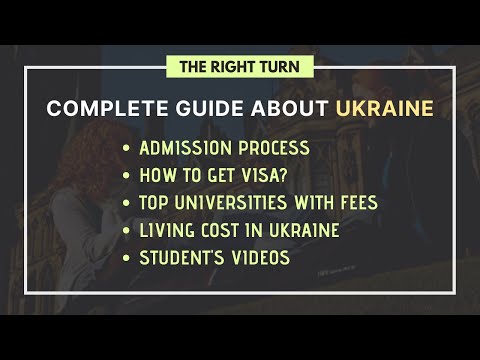 THE RIGHT TURN
COMPLETE GUIDE ABOUT UKRAINE
• ADMISSION PROCESS
• HOW TO GET VISA?
• TOP UNIVERSITIES WITH FEES
• LIVING COST IN UKRAINE
• STUDENT'S VIDEOS